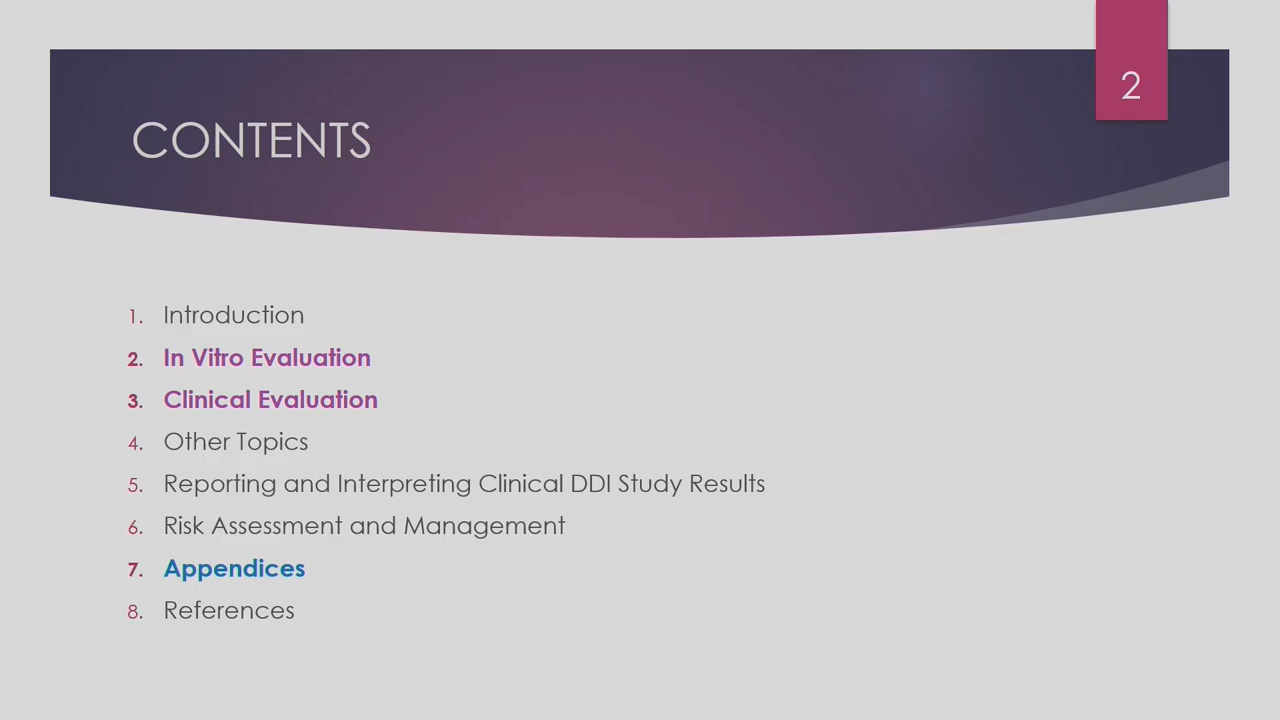 2
CONTENTS
1. Introduction
2. In Vitro Evaluation
3. Clinical Evaluation
4. Other Topics
5. Reporting and Interpreting Clinical DDI Study Results
6. Risk Assessment and Management
7. Appendices
8. References